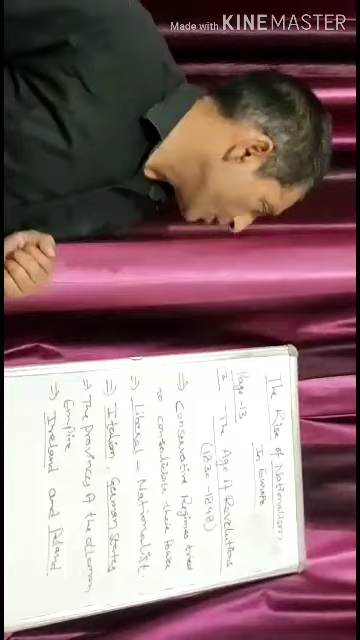 Made with KINEMASTER
The Rise of Nationalism
In Europe
Page-13
2. The Age of Revolutions
(1830-1848)
⇒ Conservative Regimes tried
to consolidate their Power
⇒ Liberal - Nationalist.
⇒ Italian, German States
⇒ The provinces of the ottoman
Empire
⇒ Ireland and Poland